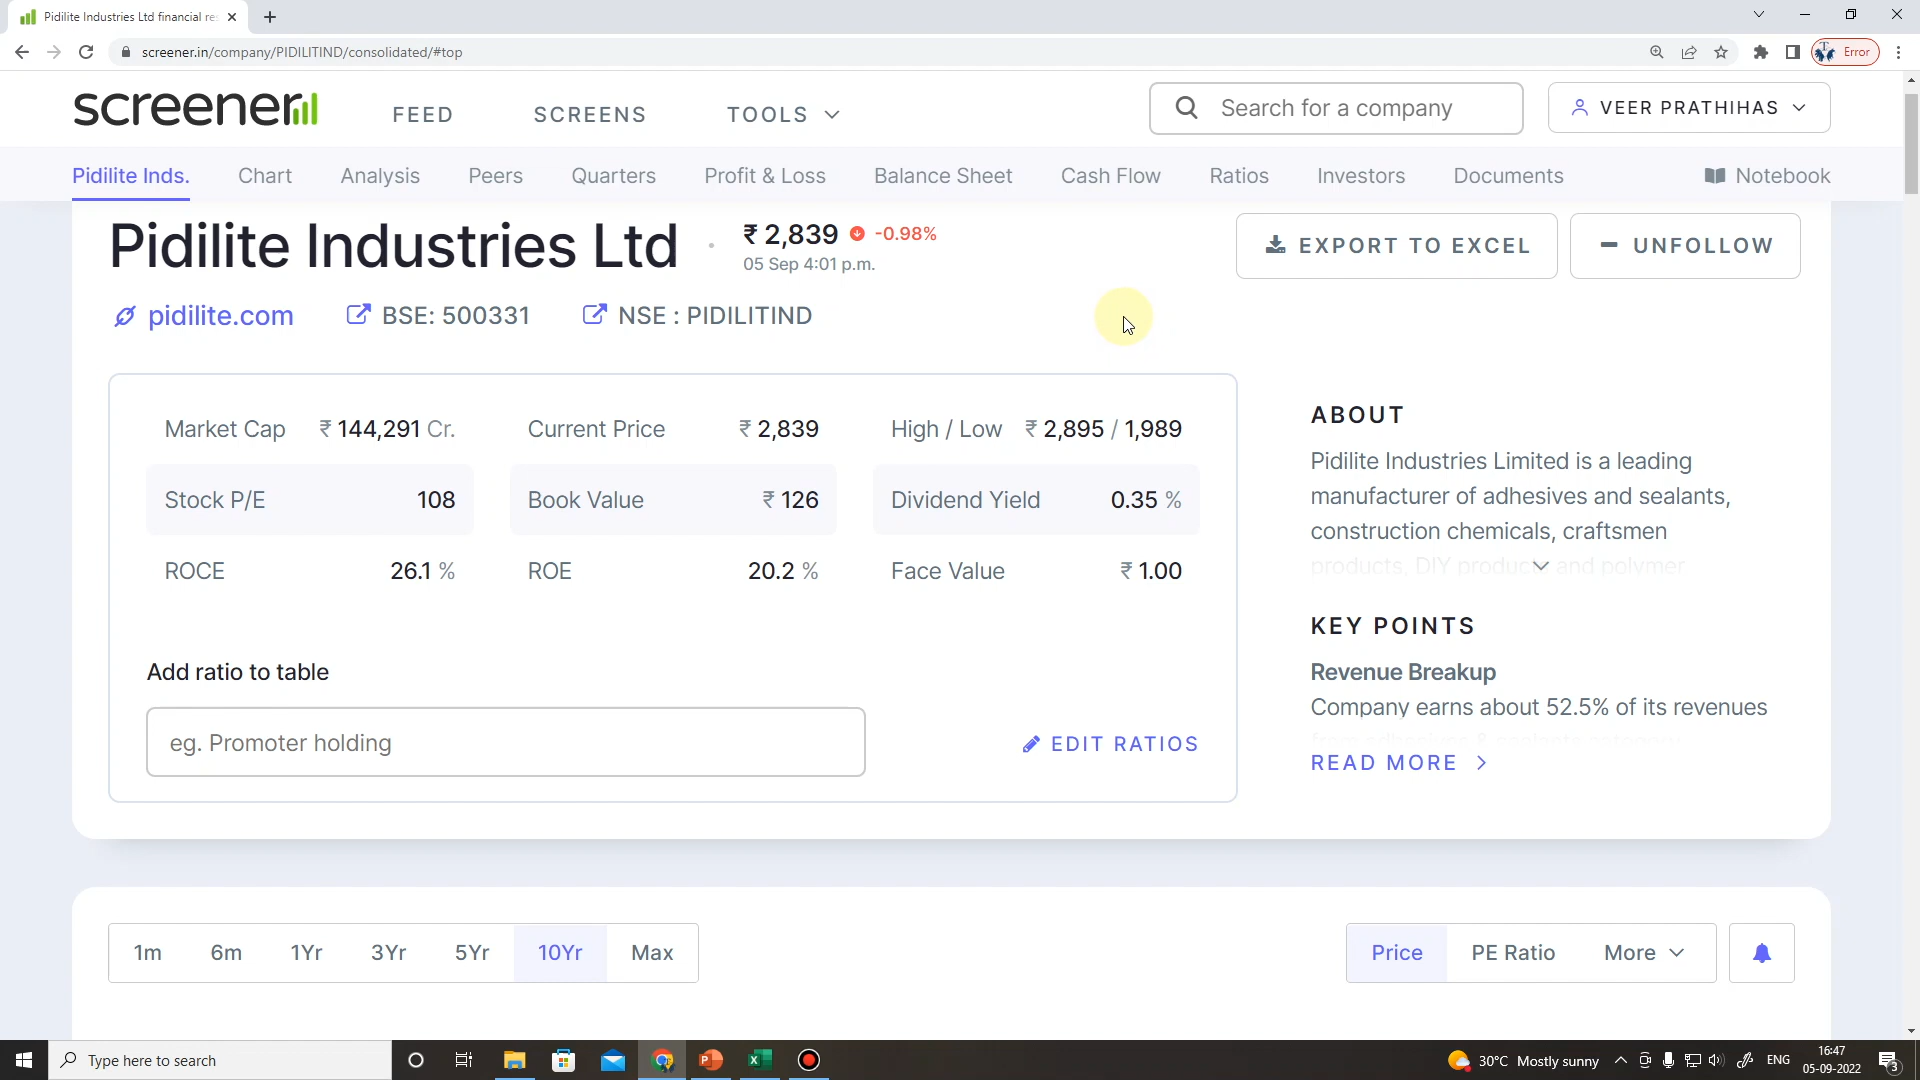 Pidilite Industries Ltd financial re
screener.in/company/PIDILITIND/consolidated/#top
Error
screener
FEED
SCREENS
TOOLS
Search for a company
VEER PRATHIHAS
Pidilite Inds.
Chart
Analysis
Peers
Quarters
Profit & Loss
Balance Sheet
Cash Flow
Ratios
Investors
Documents
Notebook
Pidilite Industries Ltd
₹ 2,839 -0.98%
05 Sep 4:01 p.m.
EXPORT TO EXCEL
UNFOLLOW
pidilite.com
BSE: 500331
NSE : PIDILITIND
Market Cap ₹ 144,291 Cr.
Current Price ₹ 2,839
High / Low ₹ 2,895 / 1,989
Stock P/E 108
Book Value ₹ 126
Dividend Yield 0.35 %
ROCE 26.1 %
ROE 20.2 %
Face Value ₹ 1.00
Add ratio to table
eg. Promoter holding
EDIT RATIOS
ABOUT
Pidilite Industries Limited is a leading
manufacturer of adhesives and sealants,
construction chemicals, craftsmen
products, DIY products and polymer
KEY POINTS
Revenue Breakup
Company earns about 52.5% of its revenues
READ MORE
1m
6m
1Yr
3Yr
5Yr
10Yr
Max
Price
PE Ratio
More
Type here to search
30°C Mostly sunny
ENG
16:47
05-09-2022
3